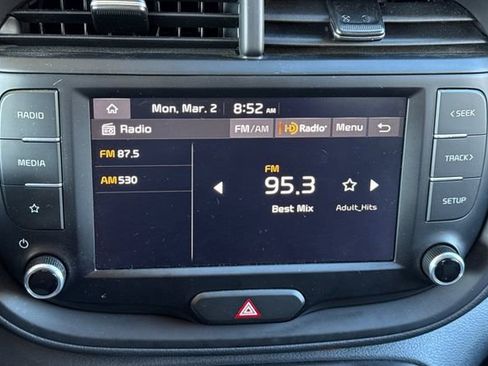 Mon, Mar. 2 8:52 AM
Radio FM/AM HD Radio Menu
RADIO
MEDIA
FM 87.5
AM 530
FM
95.3
Best Mix Adult_Hits
< SEEK
TRACK >
SETUP